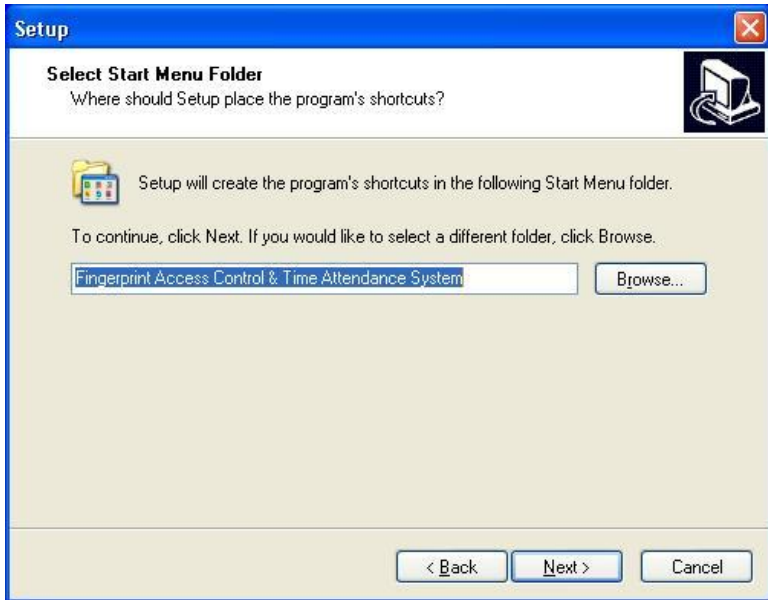 Setup
Select Start Menu Folder
Where should Setup place the program's shortcuts?
Setup will create the program's shortcuts in the following Start Menu folder.
To continue, click Next. If you would like to select a different folder, click Browse.
Fingerprint Access Control & Time Attendance System
Browse...
< Back
Next >
Cancel